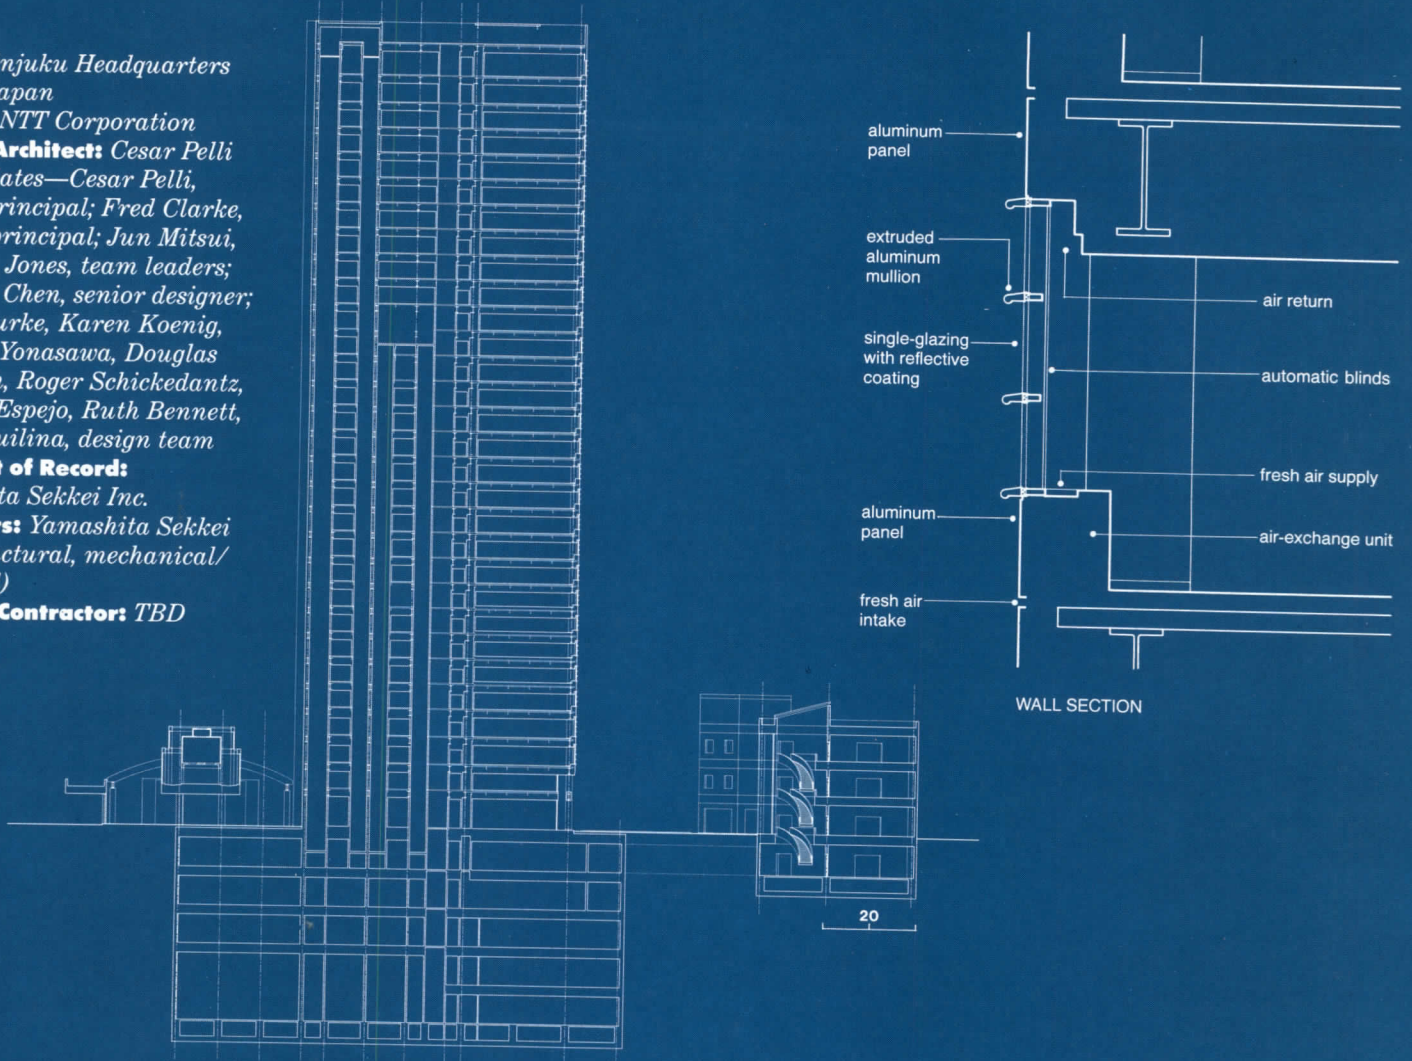 njuku Headquarters
apan
NTT Corporation
Architect: Cesar Pelli
ates—Cesar Pelli,
rincipal; Fred Clarke,
principal; Jun Mitsui,
Jones, team leaders;
Chen, senior designer;
urke, Karen Koenig,
Yonasawa, Douglas
, Roger Schickedantz,
Espejo, Ruth Bennett,
uilina, design team
t of Record:
ta Sekkei Inc.
rs: Yamashita Sekkei
ctural, mechanical/
)
Contractor: TBD
aluminum
panel
extruded
aluminum
mullion
single-glazing
with reflective
coating
aluminum
panel
fresh air
intake
air return
automatic blinds
fresh air supply
air-exchange unit
WALL SECTION
20